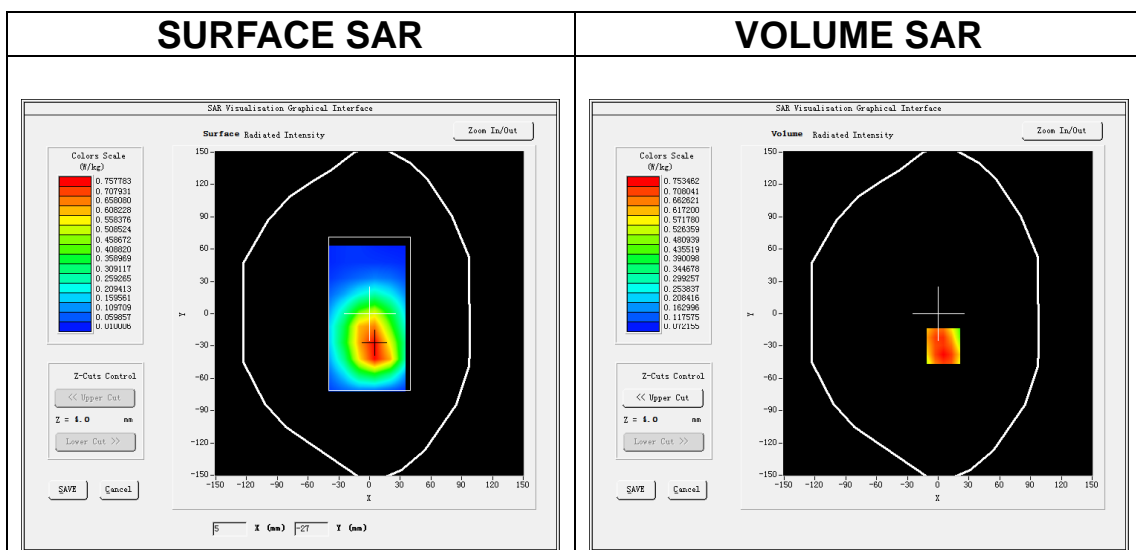 SURFACE SAR
VOLUME SAR
SAR Visualisation Graphical Interface
Surface Radiated Intensity
Zoom In/Out
Colors Scale
(W/kg)
0.757783
0.707931
0.658080
0.608228
0.558376
0.508524
0.458672
0.408820
0.358969
0.309117
0.259265
0.209413
0.159561
0.109709
0.059857
0.010006
Z-Cuts Control
<< Upper Cut
Z = 4.0 mm
Lower Cut >>
SAVE Cancel
150
120
90
60
30
0
-30
-60
-90
-120
-150
Y
-150 -120 -90 -60 -30 0 30 60 90 120 150
X
5 X (mm) -27 Y (mm)
SAR Visualisation Graphical Interface
Volume Radiated Intensity
Zoom In/Out
Colors Scale
(W/kg)
0.753462
0.708041
0.662621
0.617200
0.571780
0.526359
0.480939
0.435519
0.390098
0.344678
0.299257
0.253837
0.208416
0.162996
0.117575
0.072155
Z-Cuts Control
<< Upper Cut
Z = 4.0 mm
Lower Cut >>
SAVE Cancel
150
120
90
60
30
0
-30
-60
-90
-120
-150
Y
-150 -120 -90 -60 -30 0 30 60 90 120 150
X